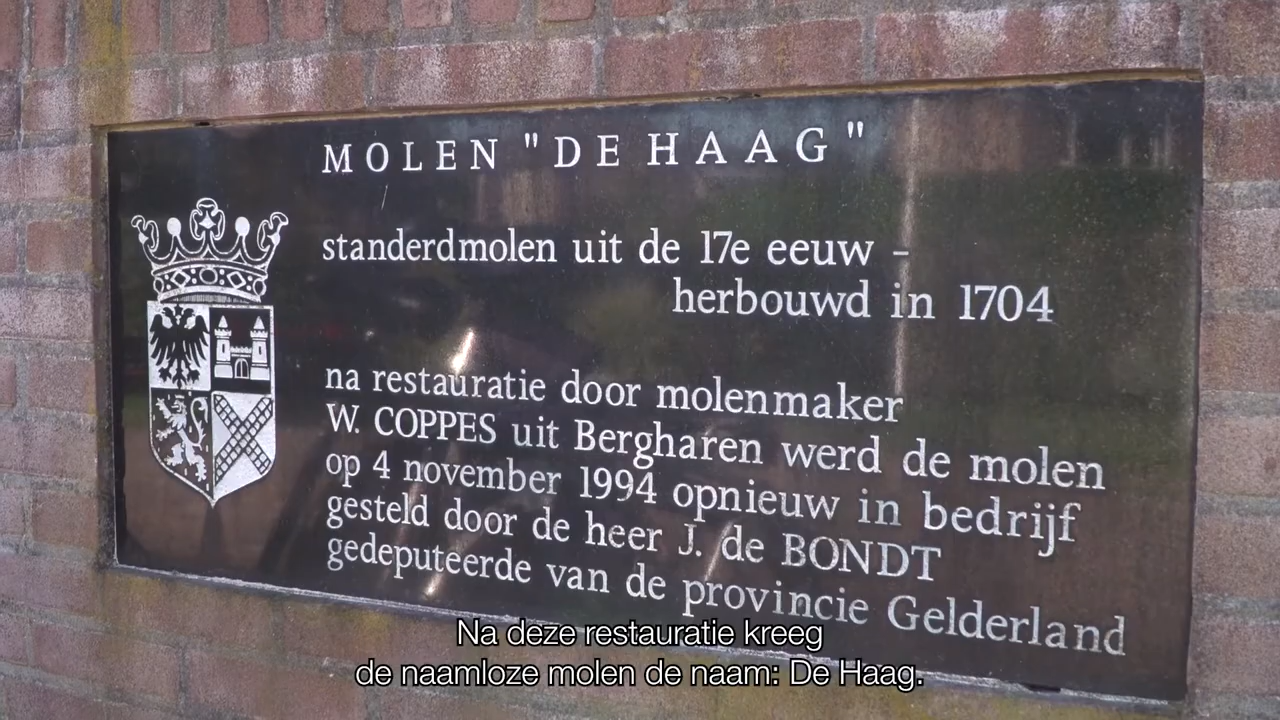 MOLEN "DE HAAG"
standerdmolen uit de 17e eeuw -
herbouwd in 1704
na restauratie door molenmaker
W. COPPES uit Bergharen werd de molen
op 4 november 1994 opnieuw in bedrijf
gesteld door de heer J. de BONDT
gedeputeerde van de provincie Gelderland
Na deze restauratie kreeg
de naamloze molen de naam: De Haag.